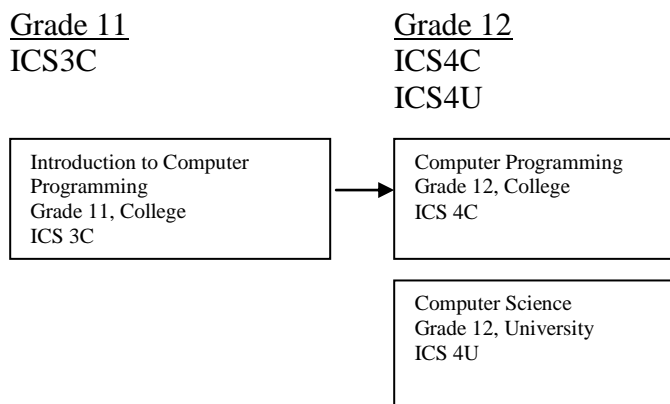 Grade 11
ICS3C
Grade 12
ICS4C
ICS4U
Introduction to Computer
Programming
Grade 11, College
ICS 3C
Computer Programming
Grade 12, College
ICS 4C
Computer Science
Grade 12, University
ICS 4U